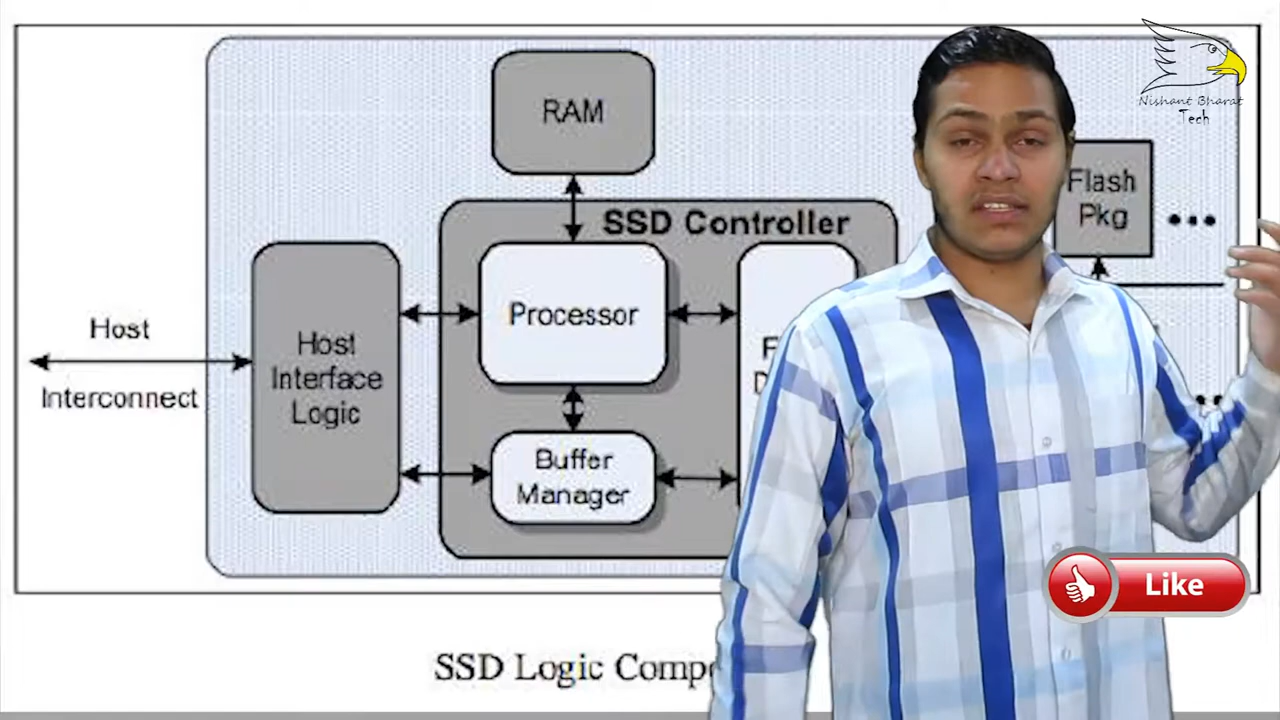 Nishant Bharat
Tech
RAM
SSD Controller
Flash
Pkg
Host
Interconnect
Host
Interface
Logic
Processor
Buffer
Manager
Like
SSD Logic